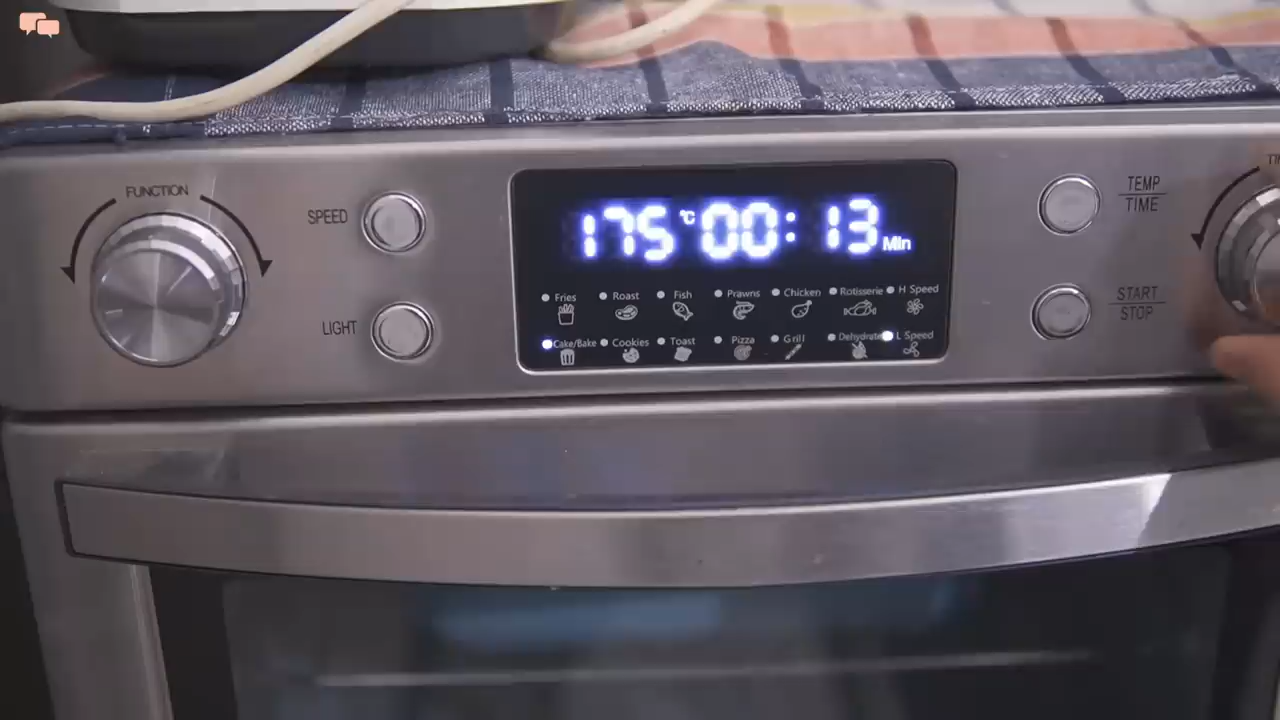 FUNCTION
SPEED
LIGHT
175 °C 00:13 Min
Fries Roast Fish Prawns Chicken Rotisserie H Speed
Cake/Bake Cookies Toast Pizza Grill Dehydrate L Speed
TEMP
TIME
START
STOP